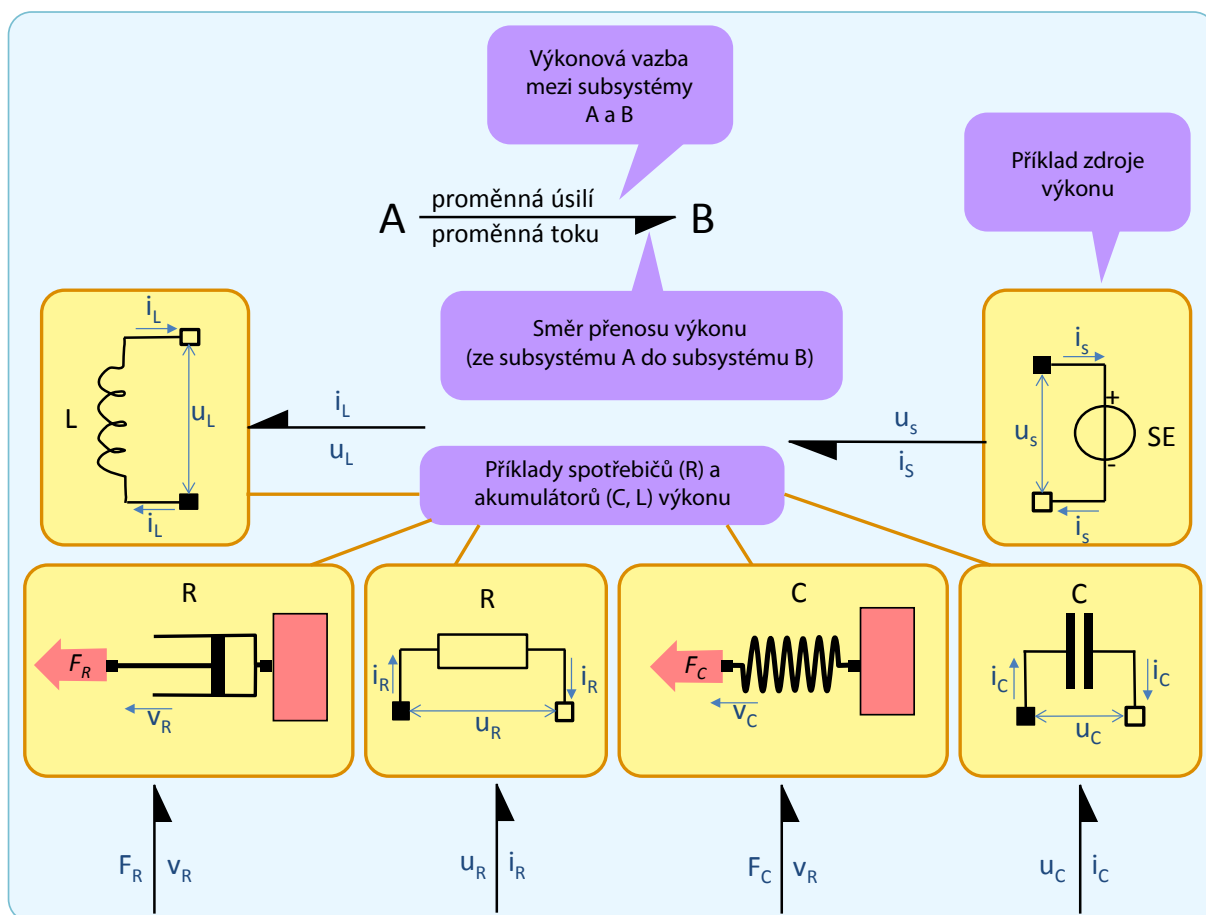 Výkonová vazba
mezi subsystémy
A a B
Příklad zdroje
výkonu
A
proměnná úsilí
proměnná toku
B
Směr přenosu výkonu
(ze subsystému A do subsystému B)
i_L
L
u_L
i_L
i_L
u_L
u_s
i_S
i_s
u_s
+
-
SE
i_s
Příklady spotřebičů (R) a
akumulátorů (C, L) výkonu
R
F_R
v_R
R
i_R
i_R
u_R
C
F_C
v_C
C
i_C
i_C
u_C
F_R
v_R
u_R
i_R
F_C
v_R
u_C
i_C